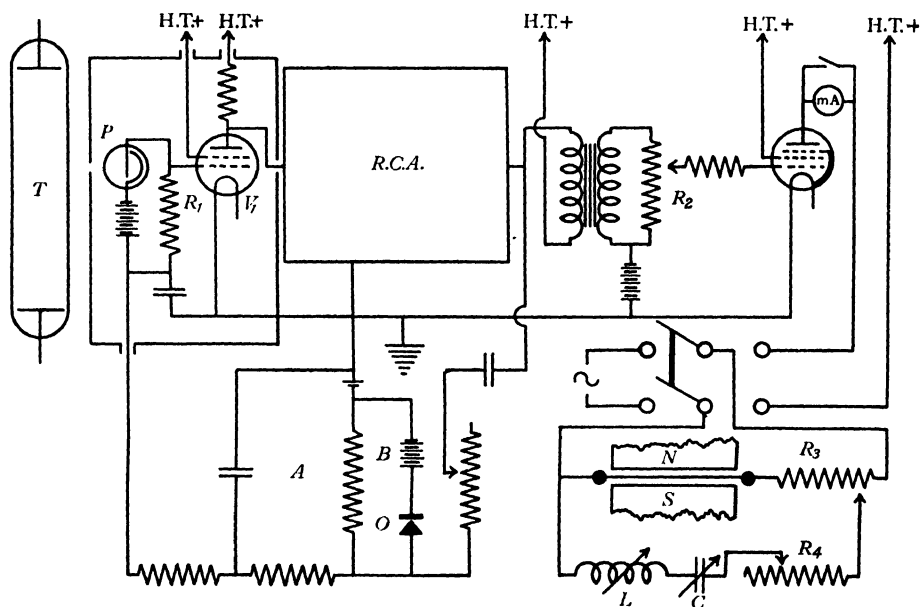 H.T.+ H.T.+ H.T.+ H.T.+ H.T.+
mA
P
T
R1 V1
R.C.A.
R2
N
S
R3
A
B
O
L
C
R4